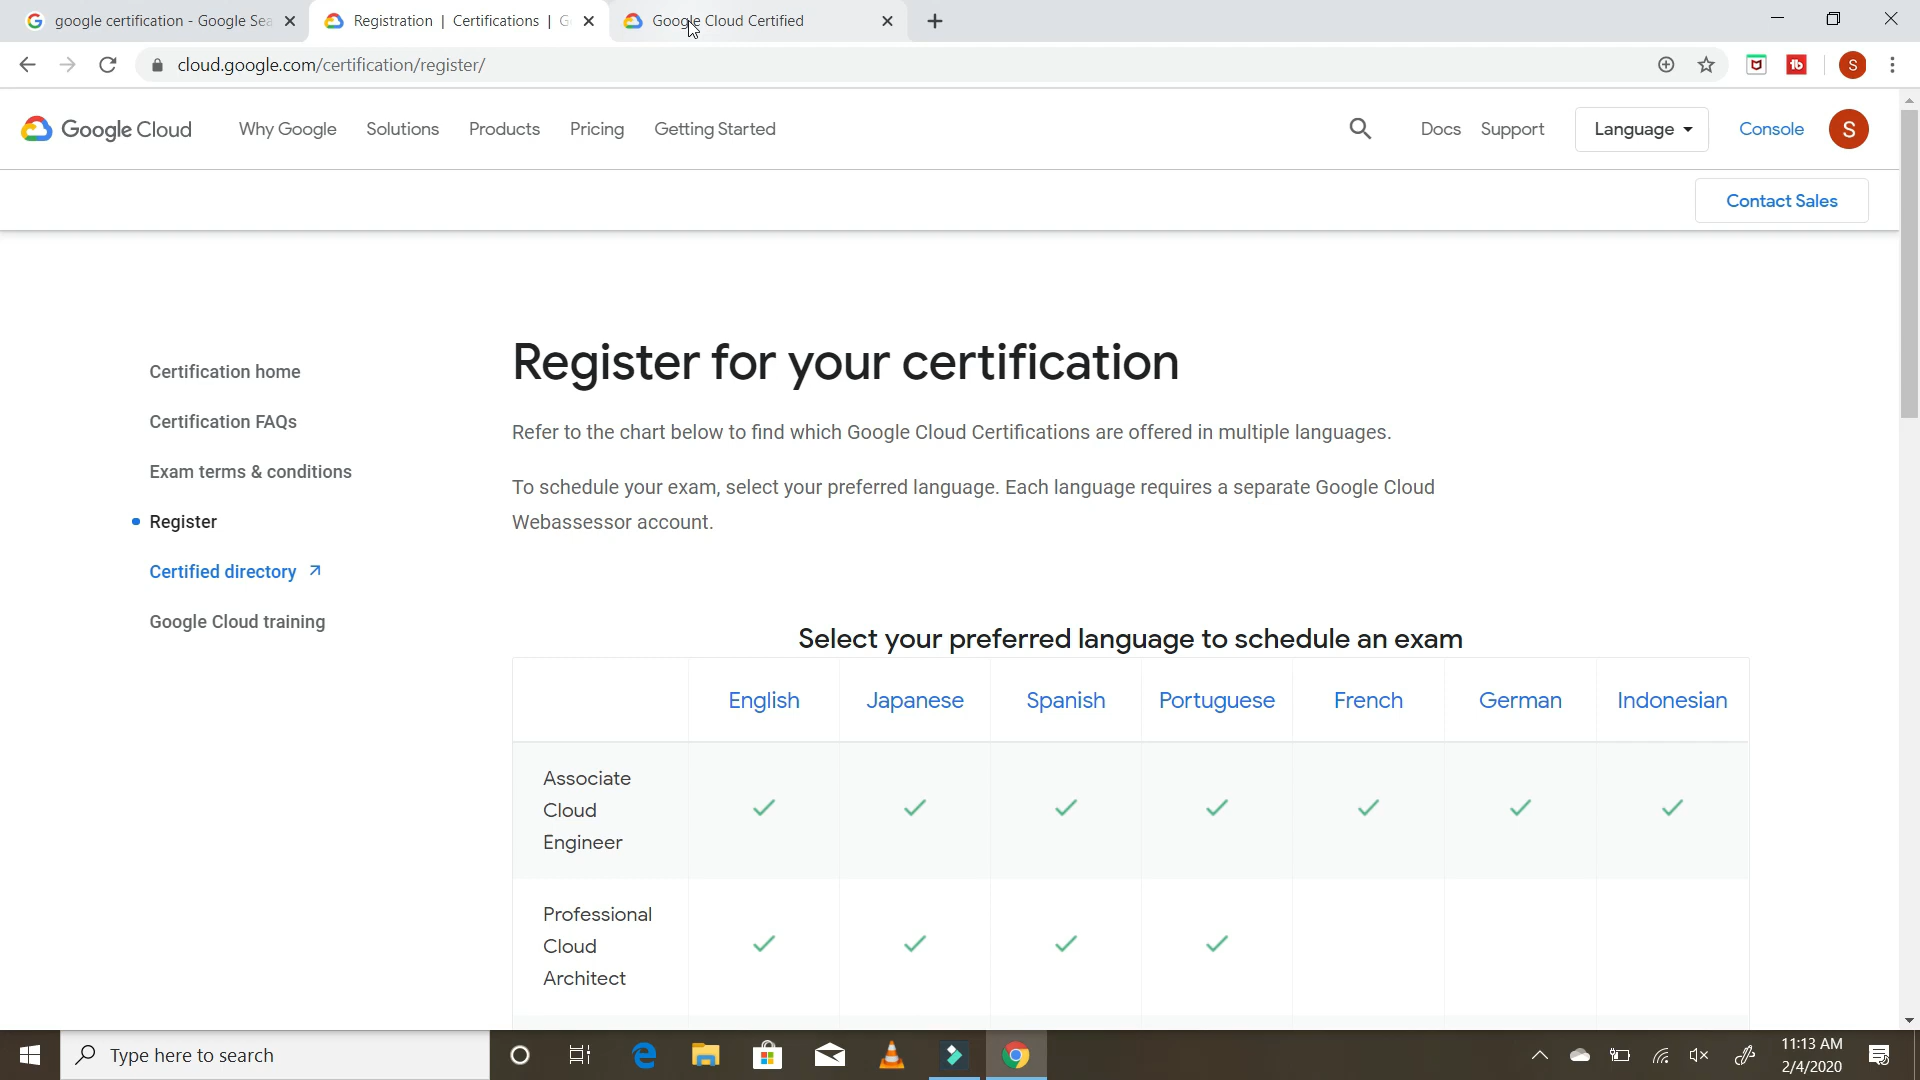 google certification - Google Sea
Registration | Certifications | G
Google Cloud Certified
cloud.google.com/certification/register/
S
Google Cloud
Why Google
Solutions
Products
Pricing
Getting Started
Docs
Support
Language
Console
S
Contact Sales
Certification home
Certification FAQs
Exam terms & conditions
Register
Certified directory
Google Cloud training
Register for your certification
Refer to the chart below to find which Google Cloud Certifications are offered in multiple languages.
To schedule your exam, select your preferred language. Each language requires a separate Google Cloud
Webassessor account.
Select your preferred language to schedule an exam
English
Japanese
Spanish
Portuguese
French
German
Indonesian
Associate
Cloud
Engineer
Professional
Cloud
Architect
Type here to search
11:13 AM
2/4/2020